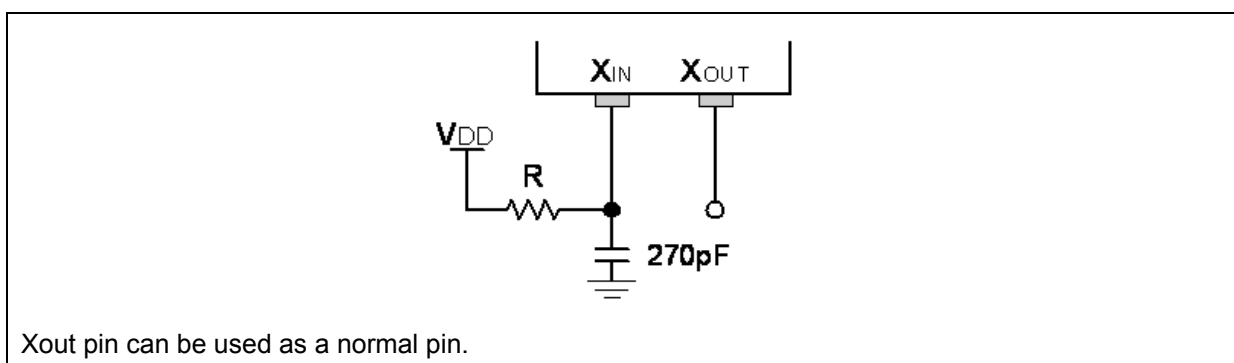 XIN XOUT
VDD
R
270pF
Xout pin can be used as a normal pin.